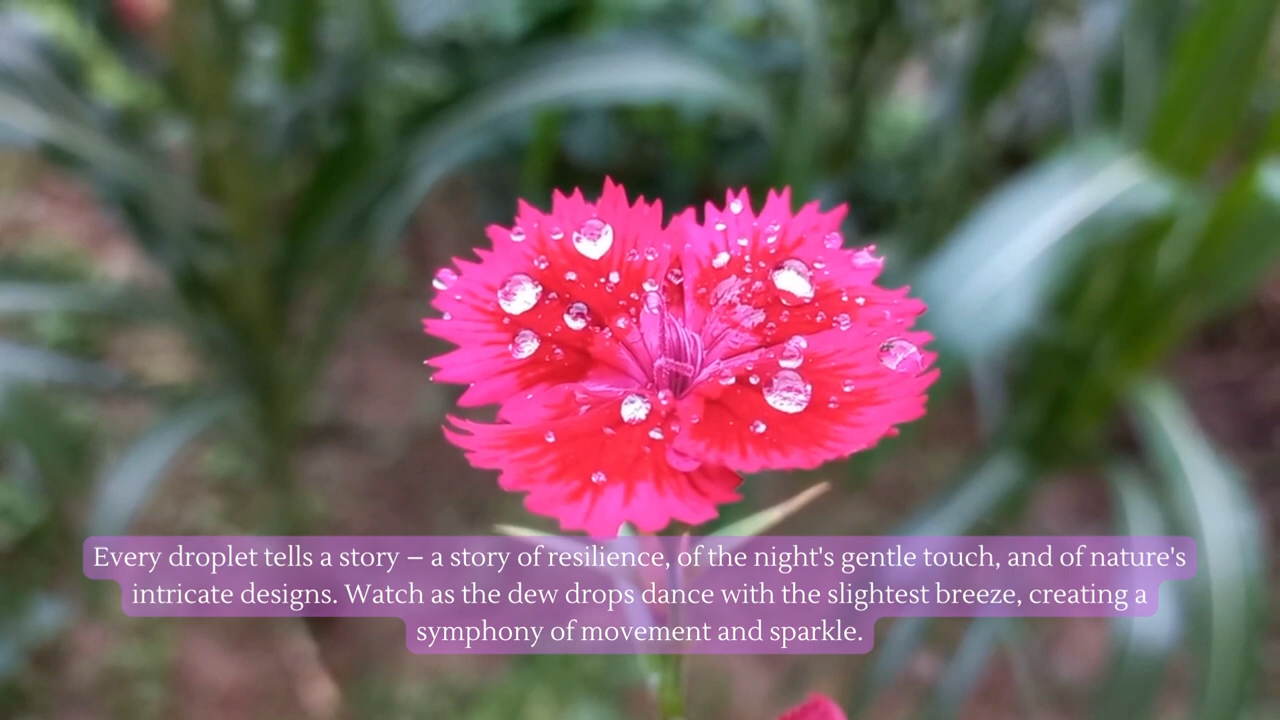 Every droplet tells a story – a story of resilience, of the night's gentle touch, and of nature's
intricate designs. Watch as the dew drops dance with the slightest breeze, creating a
symphony of movement and sparkle.